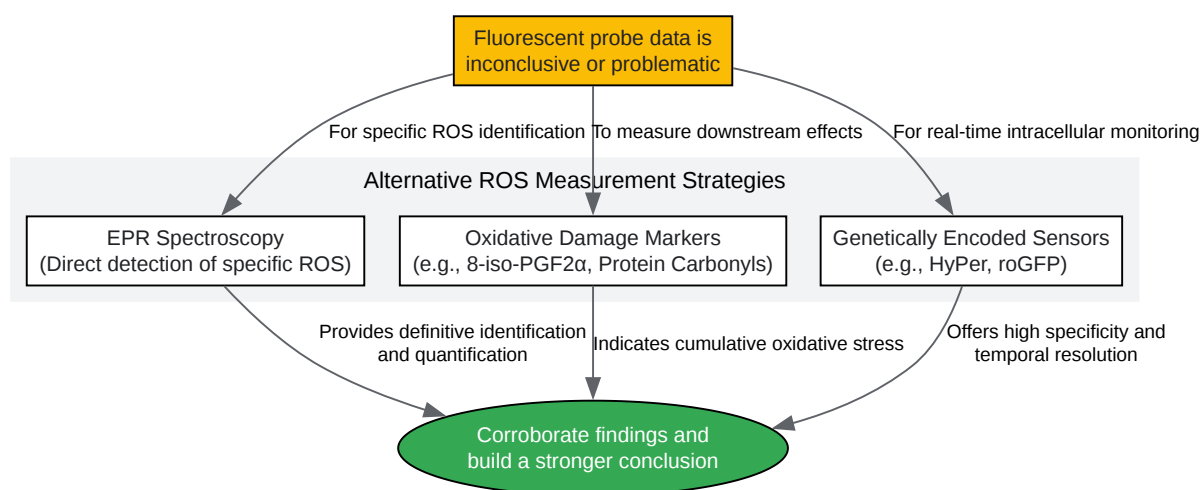 Fluorescent probe data is
inconclusive or problematic
For specific ROS identification
To measure downstream effects
For real-time intracellular monitoring
Alternative ROS Measurement Strategies
EPR Spectroscopy
(Direct detection of specific ROS)
Oxidative Damage Markers
(e.g., 8-iso-PGF2α, Protein Carbonyls)
Genetically Encoded Sensors
(e.g., HyPer, roGFP)
Provides definitive identification
and quantification
Indicates cumulative oxidative stress
Offers high specificity and
temporal resolution
Corroborate findings and
build a stronger conclusion